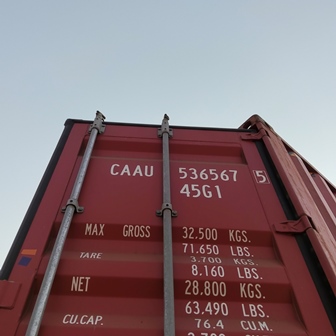 CAAU 536567 5
45G1
MAX GROSS 32.500 KGS.
71.650 LBS.
TARE 3.700 KGS.
8.160 LBS.
NET 28.800 KGS.
63.490 LBS.
CU.CAP. 76.4 CU.M.